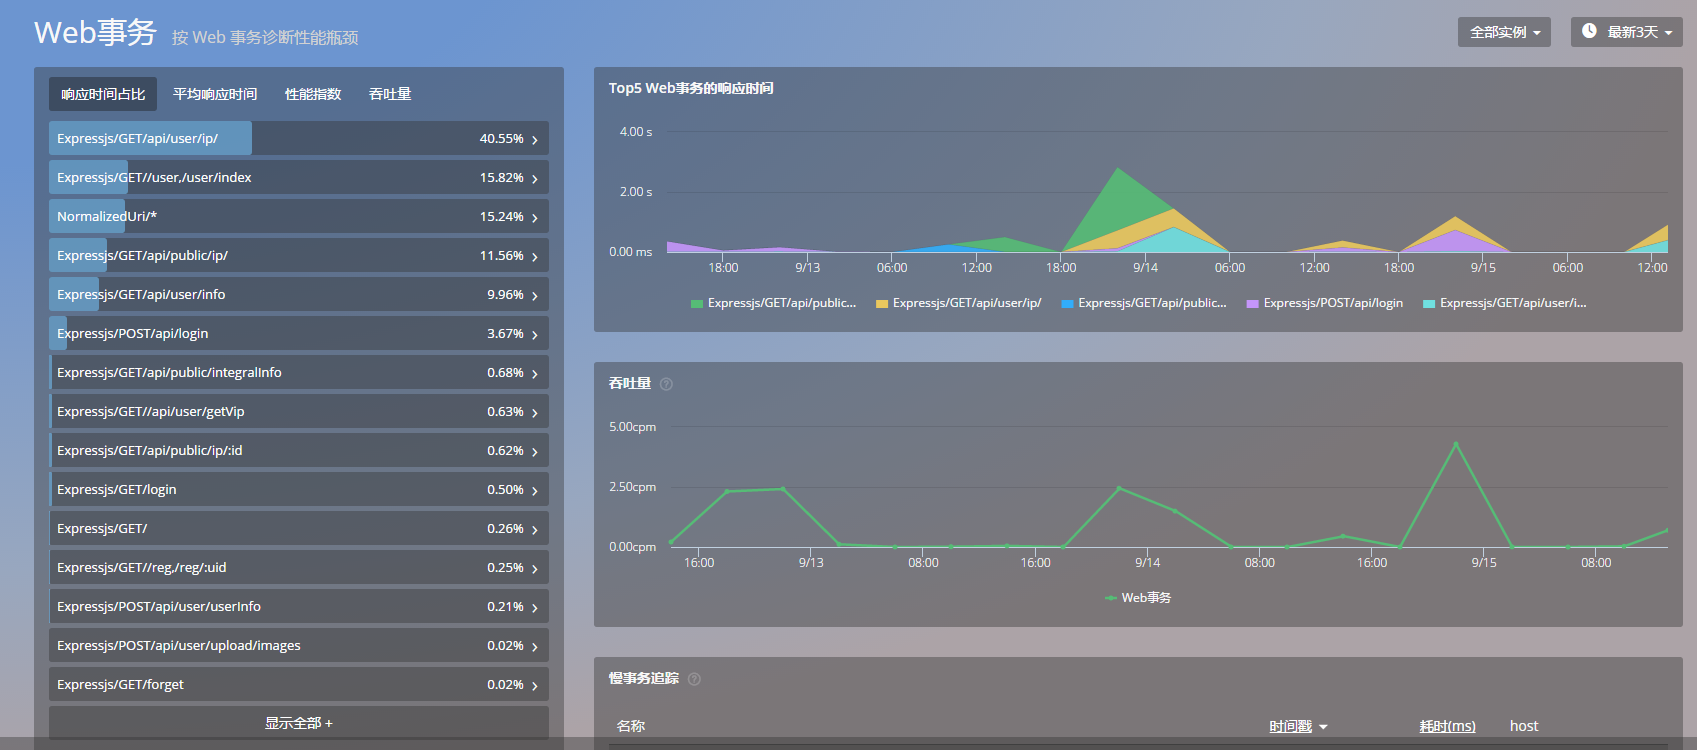 Web事务 按 Web 事务诊断性能瓶颈
全部实例 最新3天
响应时间占比 平均响应时间 性能指数 吞吐量
Expressjs/GET/api/user/ip/ 40.55%
Expressjs/GET//user,/user/index 15.82%
NormalizedUri/* 15.24%
Expressjs/GET/api/public/ip/ 11.56%
Expressjs/GET/api/user/info 9.96%
Expressjs/POST/api/login 3.67%
Expressjs/GET/api/public/integralInfo 0.68%
Expressjs/GET//api/user/getVip 0.63%
Expressjs/GET/api/public/ip/:id 0.62%
Expressjs/GET/login 0.50%
Expressjs/GET/ 0.26%
Expressjs/GET//reg,/reg/:uid 0.25%
Expressjs/POST/api/user/userInfo 0.21%
Expressjs/POST/api/user/upload/images 0.02%
Expressjs/GET/forget 0.02%
显示全部 +
Top5 Web事务的响应时间
4.00 s
2.00 s
0.00 ms
18:00 9/13 06:00 12:00 18:00 9/14 06:00 12:00 18:00 9/15 06:00 12:00
Expressjs/GET/api/public... Expressjs/GET/api/user/ip/ Expressjs/GET/api/public... Expressjs/POST/api/login Expressjs/GET/api/user/i...
吞吐量 ?
5.00cpm
2.50cpm
0.00cpm
16:00 9/13 08:00 16:00 9/14 08:00 16:00 9/15 08:00
Web事务
慢事务追踪 ?
名称 时间戳 耗时(ms) host